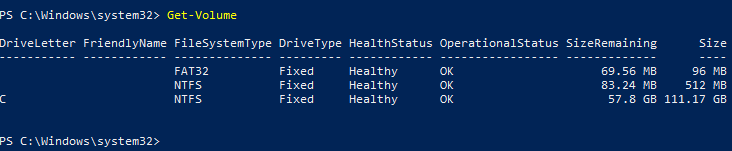 PS C:\Windows\system32> Get-Volume
DriveLetter FriendlyName FileSystemType DriveType HealthStatus OperationalStatus SizeRemaining Size
----------- ------------ -------------- --------- ------------ ----------------- ------------- ----
FAT32 Fixed Healthy OK 69.56 MB 96 MB
NTFS Fixed Healthy OK 83.24 MB 512 MB
C NTFS Fixed Healthy OK 57.8 GB 111.17 GB
PS C:\Windows\system32>